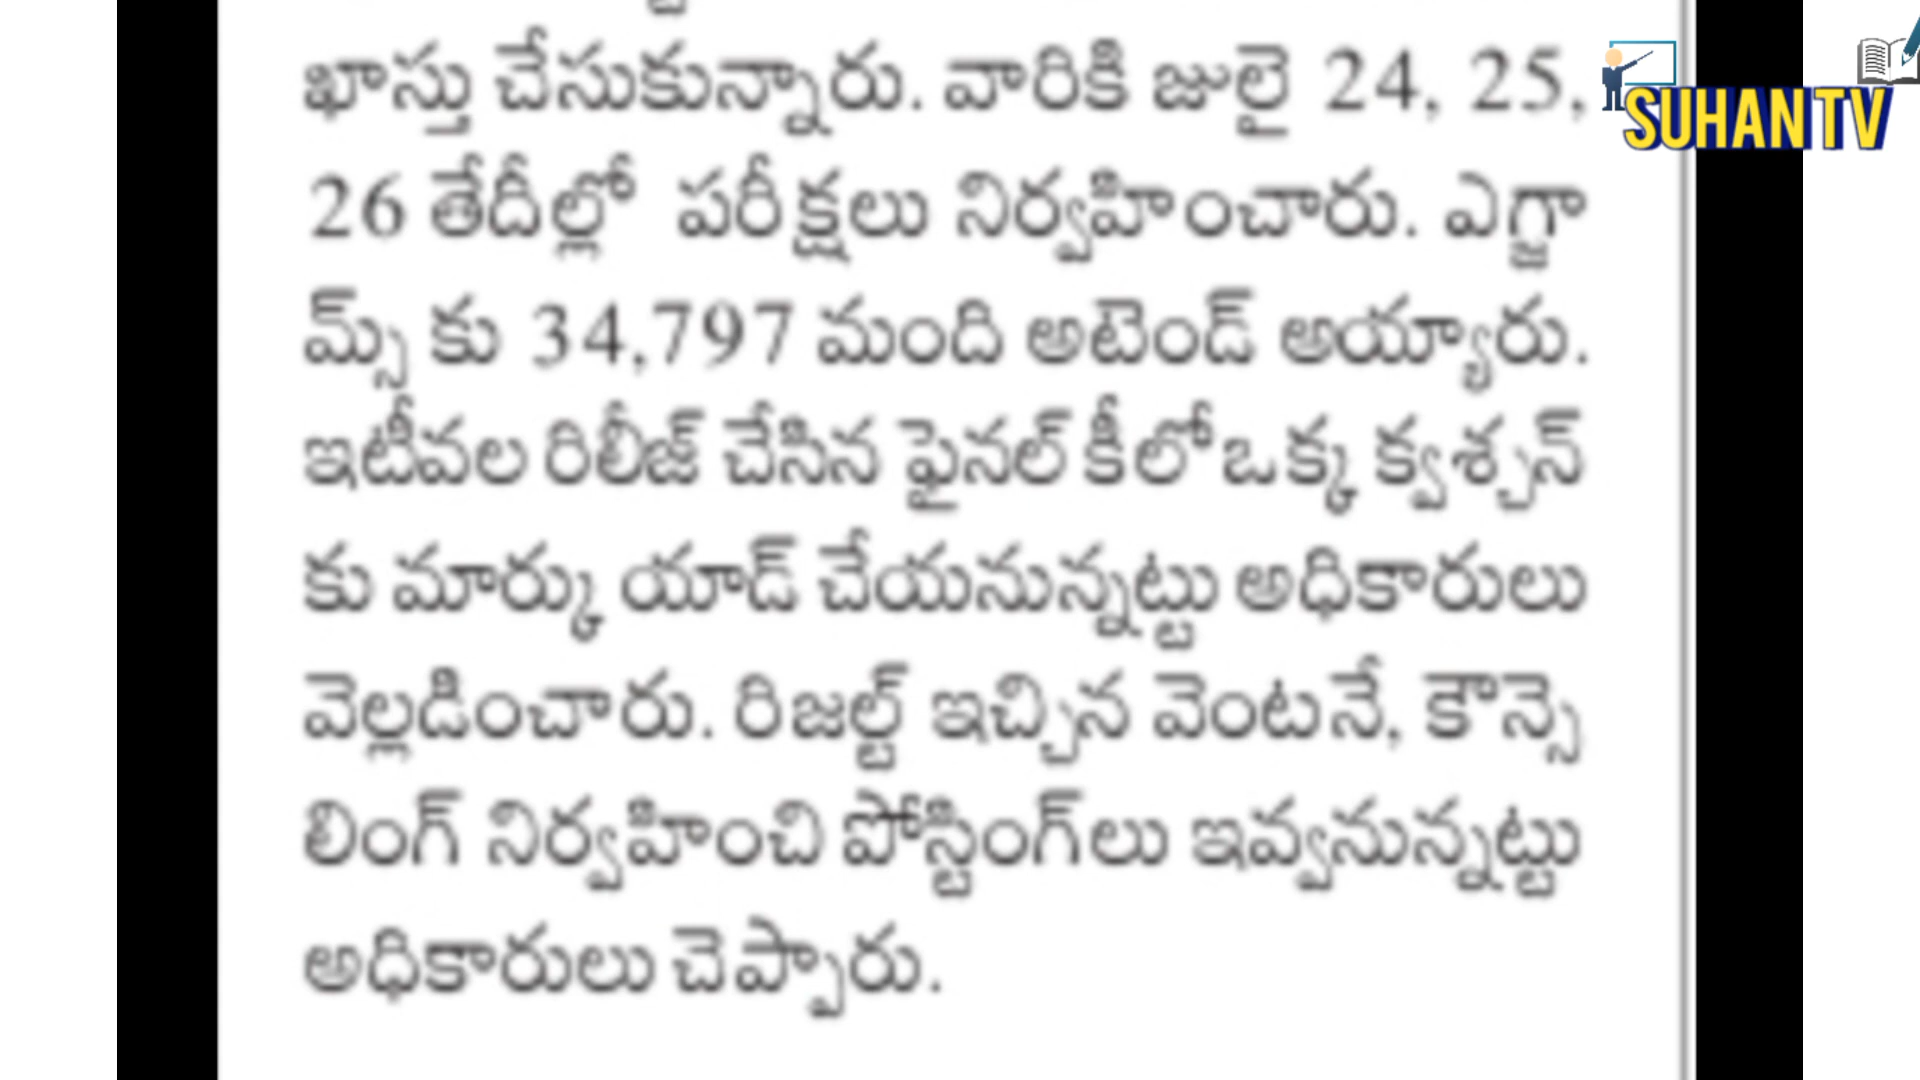 ఖాస్తు చేసుకున్నారు. వారికి జులై 24, 25,
26 తేదీల్లో పరీక్షలు నిర్వహించారు. ఎగ్జా
మ్స్ కు 34,797 మంది అటెండ్ అయ్యారు.
ఇటీవల రిలీజ్ చేసిన ఫైనల్ కీలో ఒక్క క్వశ్చన్
కు మార్కు యాడ్ చేయనున్నట్టు అధికారులు
వెల్లడించారు. రిజల్ట్ ఇచ్చిన వెంటనే, కౌన్సె
లింగ్ నిర్వహించి పోస్టింగ్‌లు ఇవ్వనున్నట్టు
అధికారులు చెప్పారు.
SUHANTV